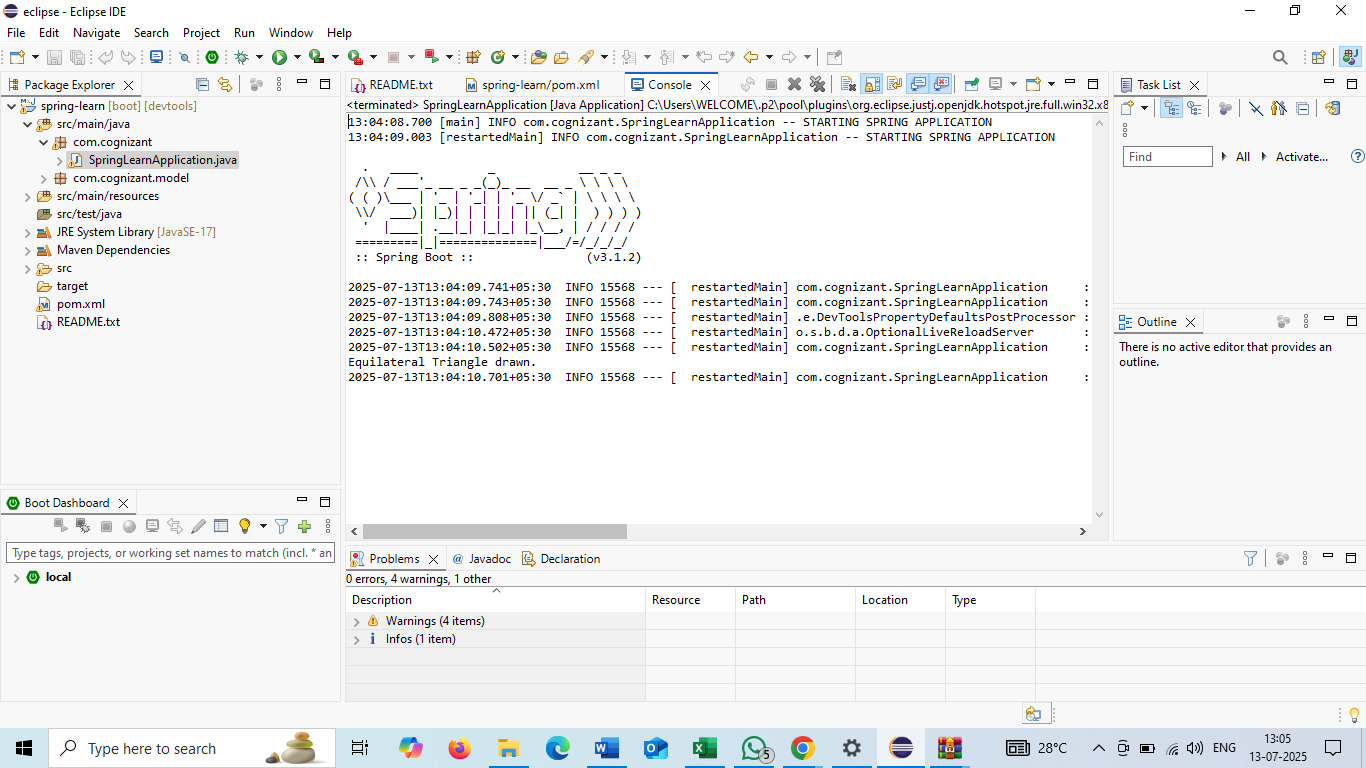 eclipse - Eclipse IDE
File Edit Navigate Search Project Run Window Help
Package Explorer
spring-learn [boot] [devtools]
src/main/java
com.cognizant
SpringLearnApplication.java
com.cognizant.model
src/main/resources
src/test/java
JRE System Library [JavaSE-17]
Maven Dependencies
src
target
pom.xml
README.txt
Boot Dashboard
Type tags, projects, or working set names to match (incl. * an
local
README.txt
spring-learn/pom.xml
Console
<terminated> SpringLearnApplication [Java Application] C:\Users\WELCOME\.p2\pool\plugins\org.eclipse.justj.openjdk.hotspot.jre.full.win32.x8
13:04:08.700 [main] INFO com.cognizant.SpringLearnApplication -- STARTING SPRING APPLICATION
13:04:09.003 [restartedMain] INFO com.cognizant.SpringLearnApplication -- STARTING SPRING APPLICATION
Spring
:: Spring Boot :: (v3.1.2)
2025-07-13T13:04:09.741+05:30 INFO 15568 --- [ restartedMain] com.cognizant.SpringLearnApplication :
2025-07-13T13:04:09.743+05:30 INFO 15568 --- [ restartedMain] com.cognizant.SpringLearnApplication :
2025-07-13T13:04:09.808+05:30 INFO 15568 --- [ restartedMain] .e.DevToolsPropertyDefaultsPostProcessor :
2025-07-13T13:04:10.472+05:30 INFO 15568 --- [ restartedMain] o.s.b.d.a.OptionalLiveReloadServer :
2025-07-13T13:04:10.502+05:30 INFO 15568 --- [ restartedMain] com.cognizant.SpringLearnApplication :
Equilateral Triangle drawn.
2025-07-13T13:04:10.701+05:30 INFO 15568 --- [ restartedMain] com.cognizant.SpringLearnApplication :
Problems
Javadoc
Declaration
0 errors, 4 warnings, 1 other
Description Resource Path Location Type
Warnings (4 items)
Infos (1 item)
Task List
Find All Activate...
Outline
There is no active editor that provides an
outline.
Type here to search
5
28°C
ENG
13:05
13-07-2025